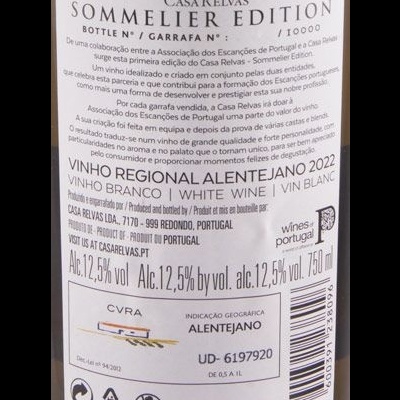 CASA RELVAS
SOMMELIER EDITION
BOTTLE Nº / GARRAFA Nº : /10000
De uma colaboração entre a Associação dos Escanções de Portugal e a Casa Relvas
surge esta primeira edição do Casa Relvas - Sommelier Edition.
Um vinho idealizado e criado em conjunto pelas duas entidades,
que celebra esta parceria e que contribui para a formação dos Escanções portugueses,
como mais uma forma de desenvolver e prestigiar esta sua nobre profissão.
Por cada garrafa vendida, a Casa Relvas irá doar à
Associação dos Escanções de Portugal uma parte do valor do vinho.
A sua criação foi feita em equipa e depois da prova de várias castas e blends.
O resultado traduz-se num vinho de grande qualidade e forte personalidade, com
particularidades no aroma e no palato que o tornam único, para ser bem apreciado
pelo consumidor e proporcionar momentos felizes de degustação.
VINHO REGIONAL ALENTEJANO 2022
VINHO BRANCO | WHITE WINE | VIN BLANC
Produzido e engarrafado por / Produced and bottled by / Produit et mis en bouteille par:
CASA RELVAS LDA., 7170 - 999 REDONDO, PORTUGAL
PRODUTO DE · PRODUCT OF · PRODUIT DU PORTUGAL
VISIT US AT CASARELVAS.PT
wines of
portugal
Alc.12,5% vol Alc.12,5% by vol. alc.12,5% vol. 750 ml
CVRA
INDICAÇÃO GEOGRÁFICA
ALENTEJANO
UD- 6197920
Dec.-Lei nº 94/2012
DE 0,5 A 1L
600391 238096